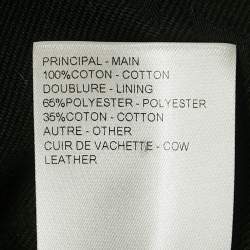 PRINCIPAL - MAIN
100%COTON - COTTON
DOUBLURE - LINING
65%POLYESTER - POLYESTER
35%COTON - COTTON
AUTRE - OTHER
CUIR DE VACHETTE - COW
LEATHER